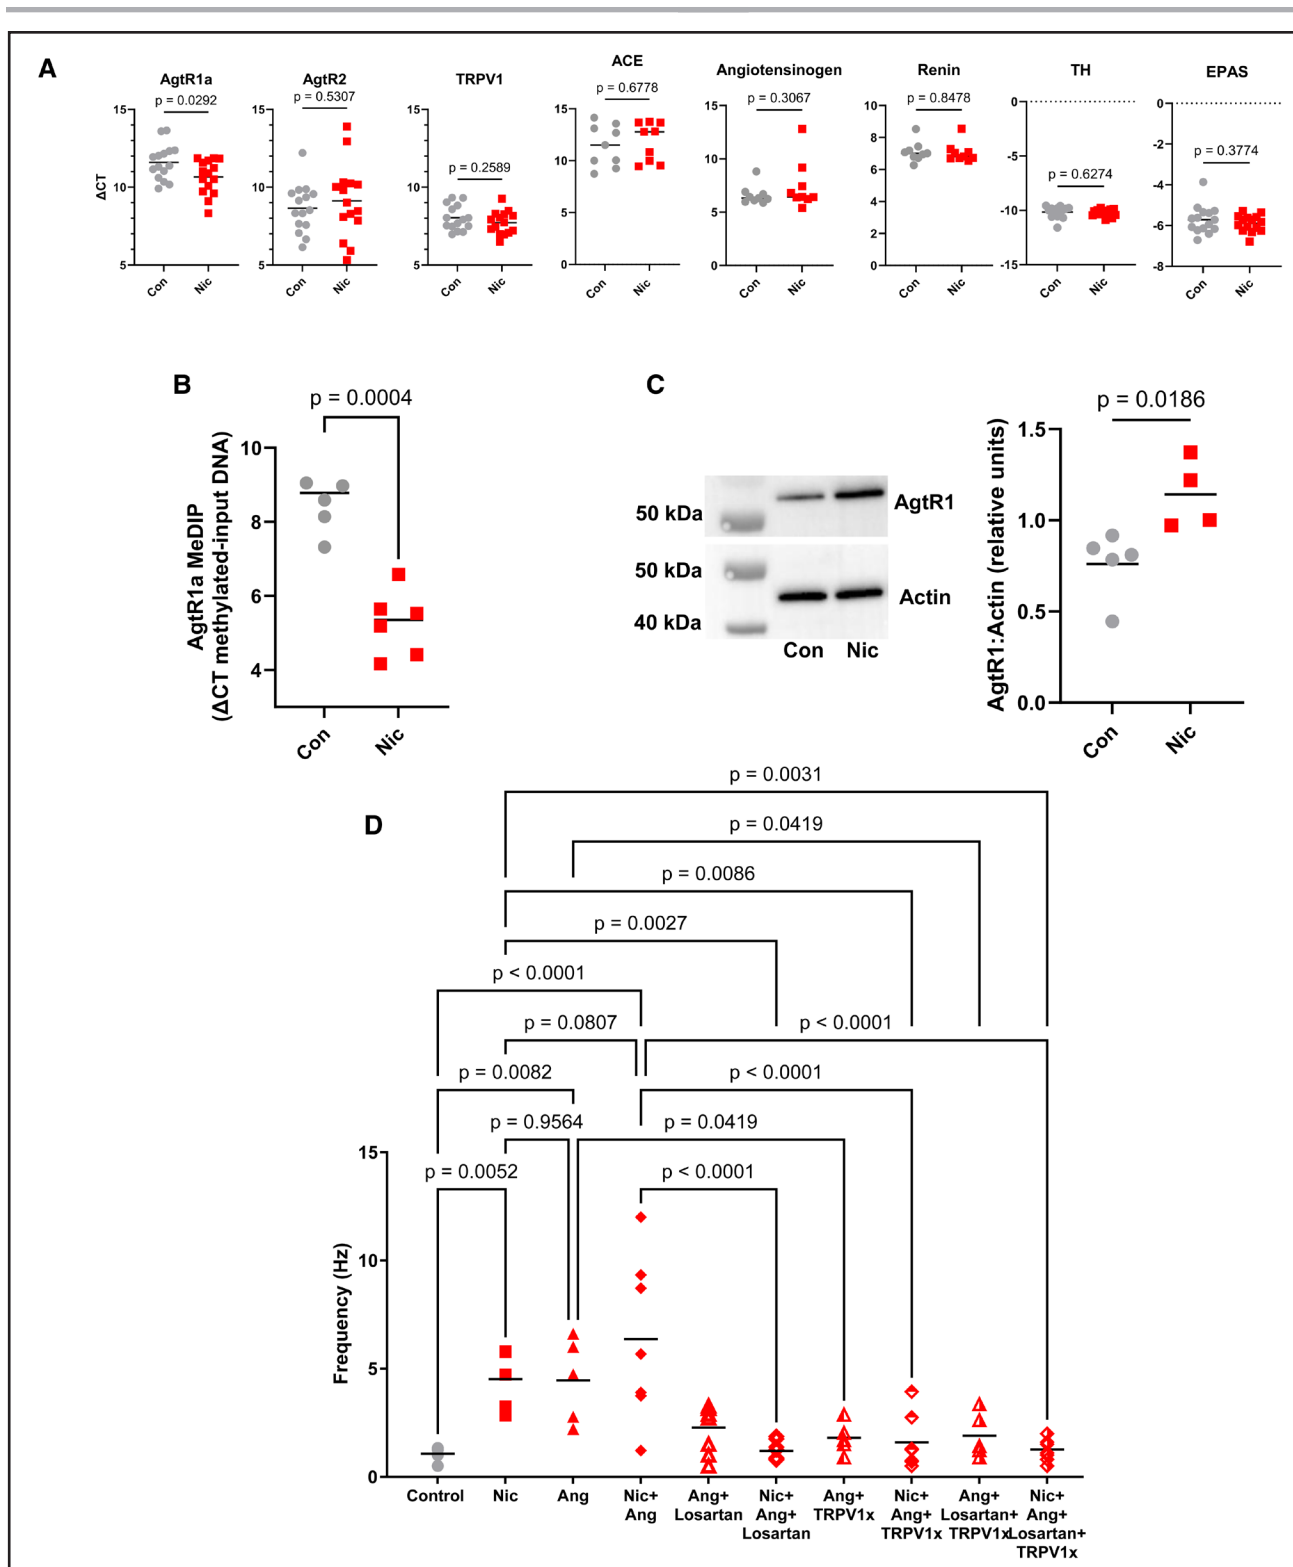 A
AgtR1a
p = 0.0292
15
10
5
ΔCT
Con
Nic
AgtR2
p = 0.5307
15
10
5
Con
Nic
TRPV1
p = 0.2589
15
10
5
Con
Nic
ACE
p = 0.6778
15
10
5
0
Con
Nic
Angiotensinogen
p = 0.3067
15
10
5
0
Con
Nic
Renin
p = 0.8478
10
8
6
4
2
0
Con
Nic
TH
p = 0.6274
0
-5
-10
-15
Con
Nic
EPAS
p = 0.3774
0
-2
-4
-6
-8
Con
Nic
B
p = 0.0004
AgtR1a MeDIP
(ΔCT methylated-input DNA)
10
8
6
4
Con
Nic
C
50 kDa
AgtR1
50 kDa
Actin
40 kDa
Con Nic
p = 0.0186
AgtR1:Actin (relative units)
1.5
1.0
0.5
0.0
Con
Nic
D
p = 0.0031
p = 0.0419
p = 0.0086
p = 0.0027
p < 0.0001
p = 0.0807
p < 0.0001
p = 0.0082
p < 0.0001
p = 0.9564
p = 0.0419
p = 0.0052
p < 0.0001
Frequency (Hz)
15
10
5
0
Control
Nic
Ang
Nic+
Ang
Ang+
Losartan
Nic+
Ang+
Losartan
Ang+
TRPV1x
Nic+
Ang+
TRPV1x
Ang+
Losartan+
TRPV1x
Nic+
Ang+
Losartan+
TRPV1x